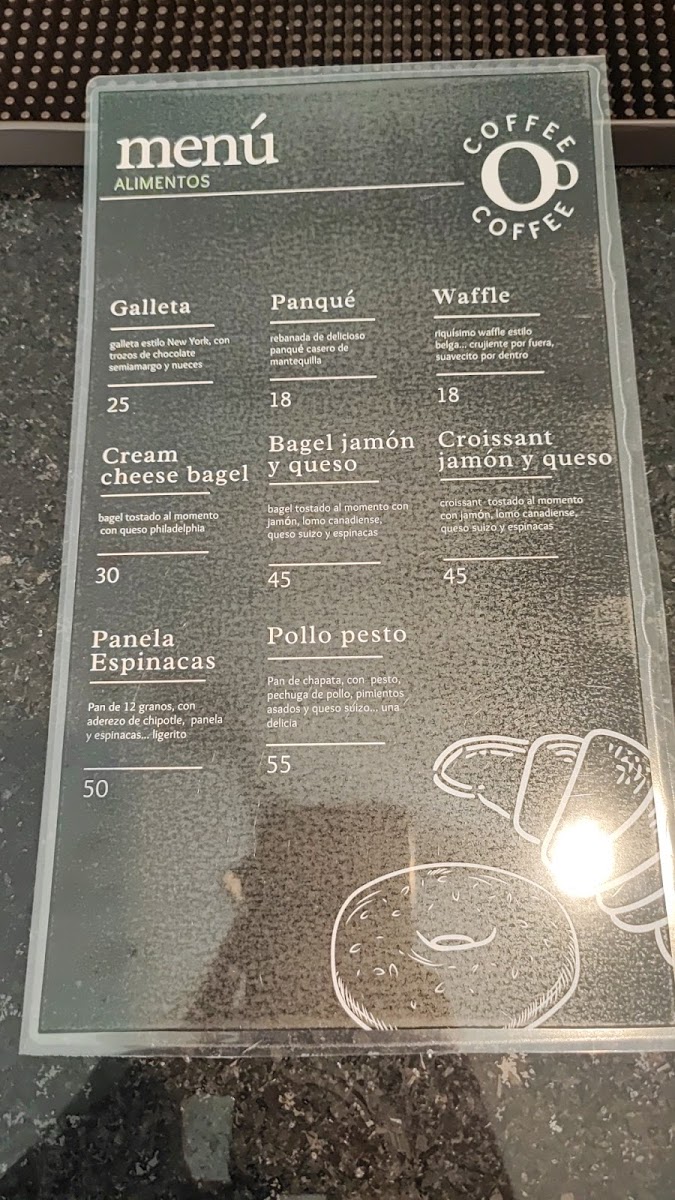 menú
ALIMENTOS
COFFEE
COFFEE
Galleta
galleta estilo New York, con
trozos de chocolate
semiamargo y nueces
25
Panqué
rebanada de delicioso
panqué casero de
mantequilla
18
Waffle
riquísimo waffle estilo
belga... crujiente por fuera,
suavecito por dentro
18
Cream
cheese bagel
bagel tostado al momento
con queso philadelphia
30
Bagel jamón
y queso
bagel tostado al momento con
jamón, lomo canadiense,
queso suizo y espinacas
45
Croissant
jamón y queso
croissant tostado al momento
con jamón, lomo canadiense,
queso suizo y espinacas
45
Panela
Espinacas
Pan de 12 granos, con
aderezo de chipotle, panela
y espinacas... ligerito
50
Pollo pesto
Pan de chapata, con pesto,
pechuga de pollo, pimientos
asados y queso suizo... una
delicia
55